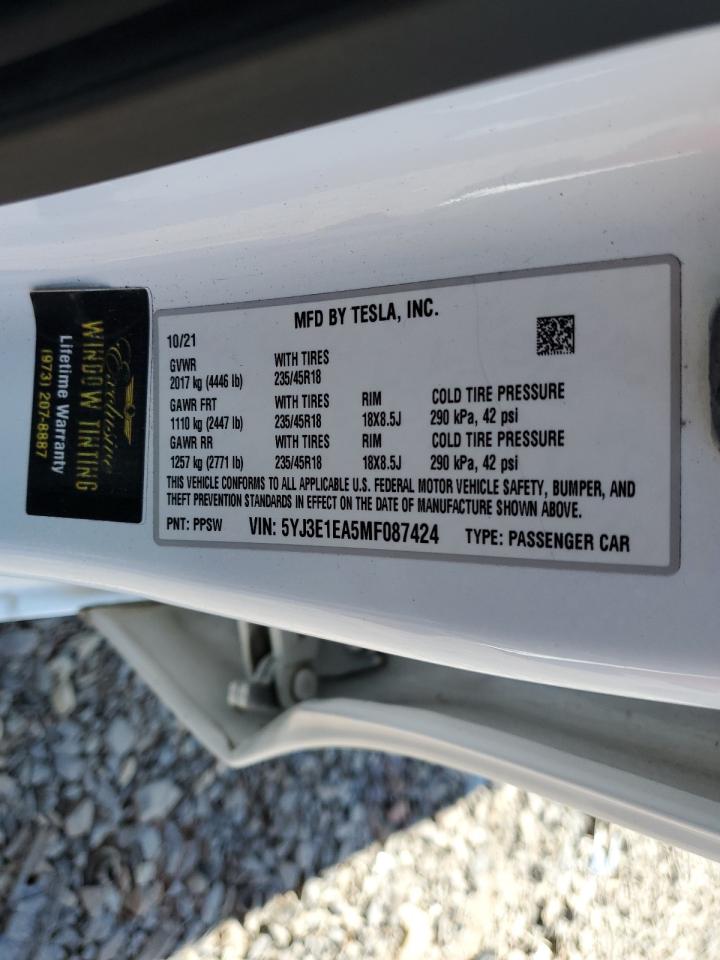 Exclusive
WINDOW TINTING
Lifetime Warranty
(973) 207-8887
MFD BY TESLA, INC.
10/21
GVWR WITH TIRES
2017 kg (4446 lb) 235/45R18
GAWR FRT WITH TIRES RIM COLD TIRE PRESSURE
1110 kg (2447 lb) 235/45R18 18X8.5J 290 kPa, 42 psi
GAWR RR WITH TIRES RIM COLD TIRE PRESSURE
1257 kg (2771 lb) 235/45R18 18X8.5J 290 kPa, 42 psi
THIS VEHICLE CONFORMS TO ALL APPLICABLE U.S. FEDERAL MOTOR VEHICLE SAFETY, BUMPER, AND
THEFT PREVENTION STANDARDS IN EFFECT ON THE DATE OF MANUFACTURE SHOWN ABOVE.
PNT: PPSW VIN: 5YJ3E1EA5MF087424 TYPE: PASSENGER CAR